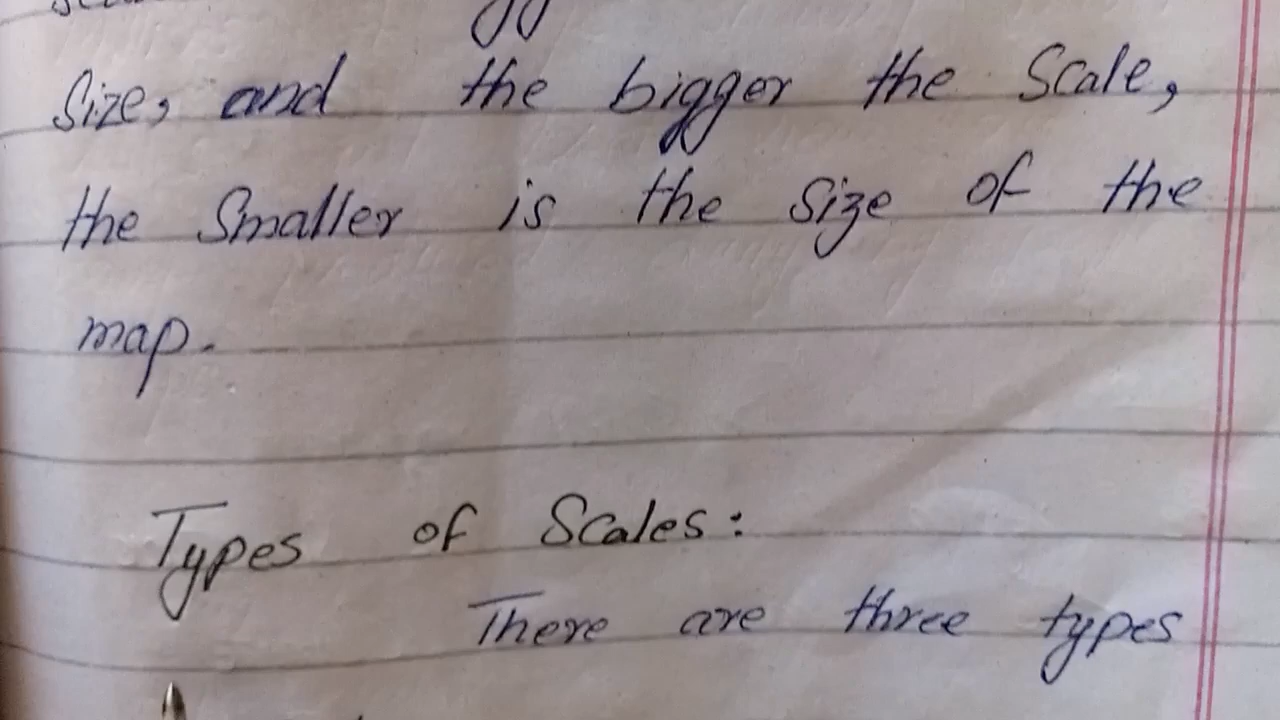 Size, and the bigger the Scale,
the Smaller is the Size of the
map.
Types of Scales:
There are three types